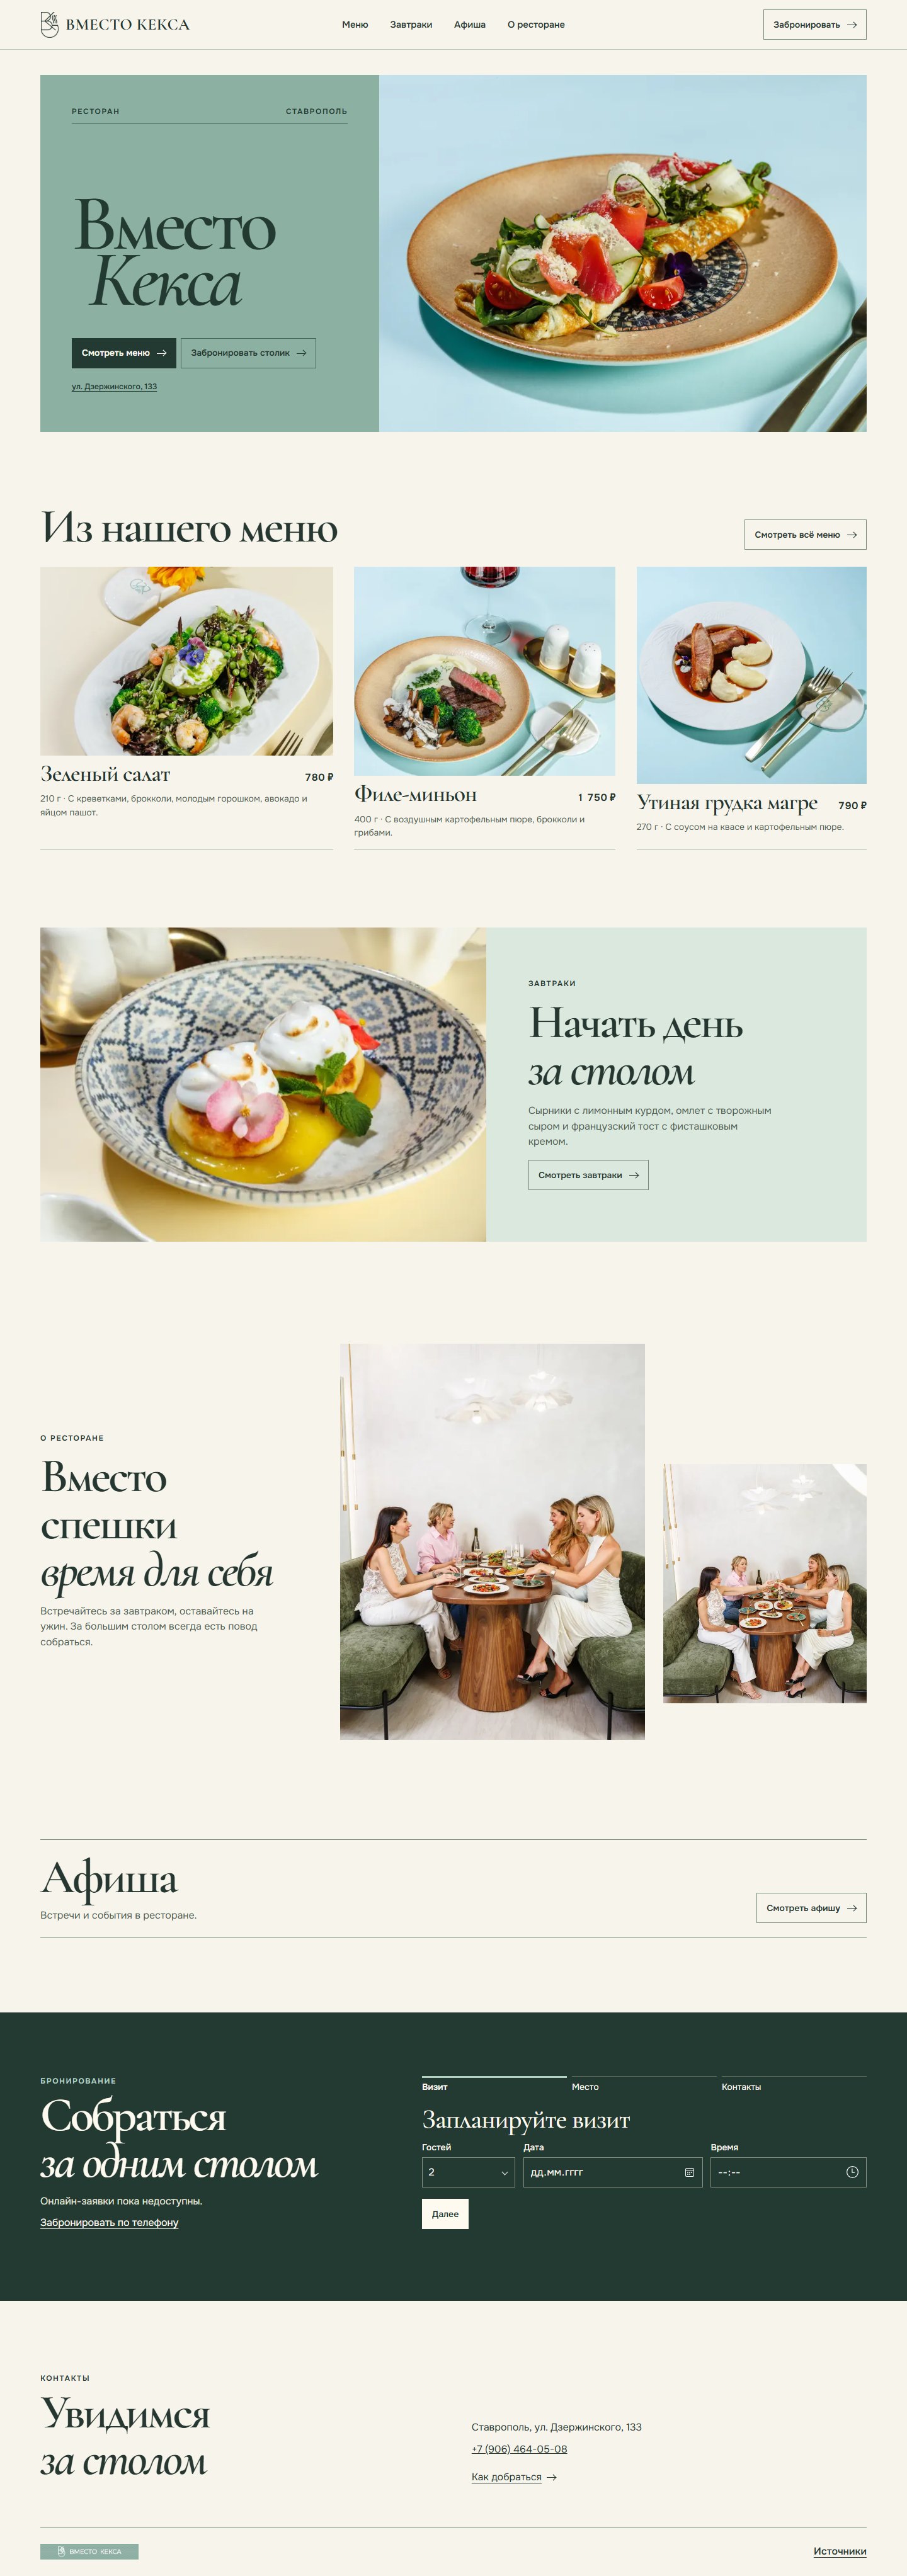 ВМЕСТО КЕКСА
Меню Завтраки Афиша О ресторане
Забронировать →
РЕСТОРАН СТАВРОПОЛЬ
Вместо
Кекса
Смотреть меню → Забронировать столик →
ул. Дзержинского, 133
Из нашего меню
Смотреть всё меню →
Зеленый салат 780 ₽
210 г · С креветками, брокколи, молодым горошком, авокадо и
яйцом пашот.
Филе-миньон 1 750 ₽
400 г · С воздушным картофельным пюре, брокколи и
грибами.
Утиная грудка магре 790 ₽
270 г · С соусом на квасе и картофельным пюре.
ЗАВТРАКИ
Начать день
за столом
Сырники с лимонным курдом, омлет с творожным
сыром и французский тост с фисташковым
кремом.
Смотреть завтраки →
О РЕСТОРАНЕ
Вместо
спешки
время для себя
Встречайтесь за завтраком, оставайтесь на
ужин. За большим столом всегда есть повод
собраться.
Афиша
Встречи и события в ресторане.
Смотреть афишу →
БРОНИРОВАНИЕ
Собраться
за одним столом
Онлайн-заявки пока недоступны.
Забронировать по телефону
Визит Место Контакты
Запланируйте визит
Гостей Дата Время
2 дд.мм.гггг --:--
Далее
КОНТАКТЫ
Увидимся
за столом
Ставрополь, ул. Дзержинского, 133
+7 (906) 464-05-08
Как добраться →
ВМЕСТО КЕКСА
Источники